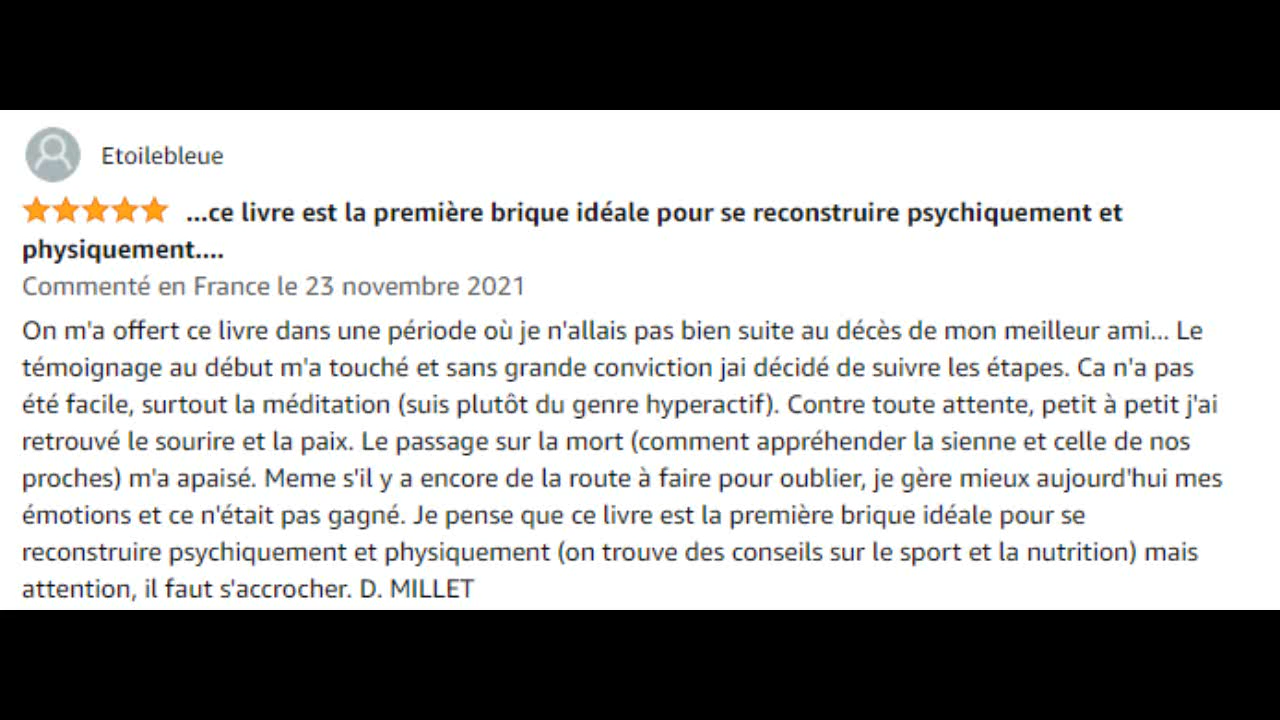 Etoilebleue
...ce livre est la première brique idéale pour se reconstruire psychiquement et
physiquement....
Commenté en France le 23 novembre 2021
On m'a offert ce livre dans une période où je n'allais pas bien suite au décès de mon meilleur ami... Le
témoignage au début m'a touché et sans grande conviction jai décidé de suivre les étapes. Ca n'a pas
été facile, surtout la méditation (suis plutôt du genre hyperactif). Contre toute attente, petit à petit j'ai
retrouvé le sourire et la paix. Le passage sur la mort (comment appréhender la sienne et celle de nos
proches) m'a apaisé. Meme s'il y a encore de la route à faire pour oublier, je gère mieux aujourd'hui mes
émotions et ce n'était pas gagné. Je pense que ce livre est la première brique idéale pour se
reconstruire psychiquement et physiquement (on trouve des conseils sur le sport et la nutrition) mais
attention, il faut s'accrocher. D. MILLET